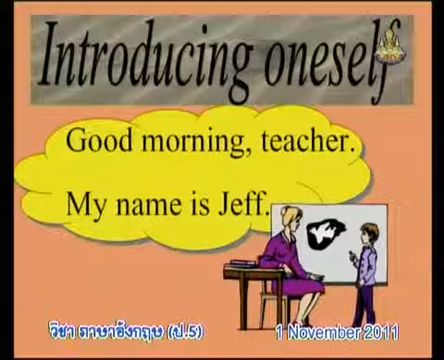 Introducing oneself
Good morning, teacher.
My name is Jeff.
วิชา ภาษาอังกฤษ (ป.5)
1 November 2011